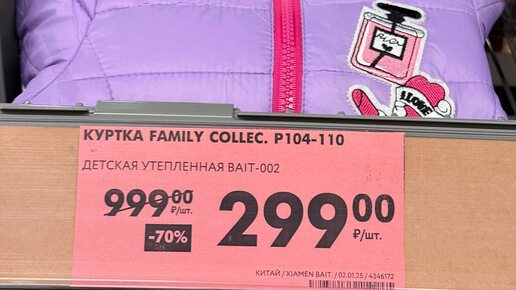 I LOVE
КУРТКА FAMILY COLLEC. Р104-110
ДЕТСКАЯ УТЕПЛЕННАЯ BAIT-002
999 00 ₽/шт.
-70%
299 00 ₽/шт.
КИТАЙ / XIAMEN BAIT. / 02.01.25 / 4346172